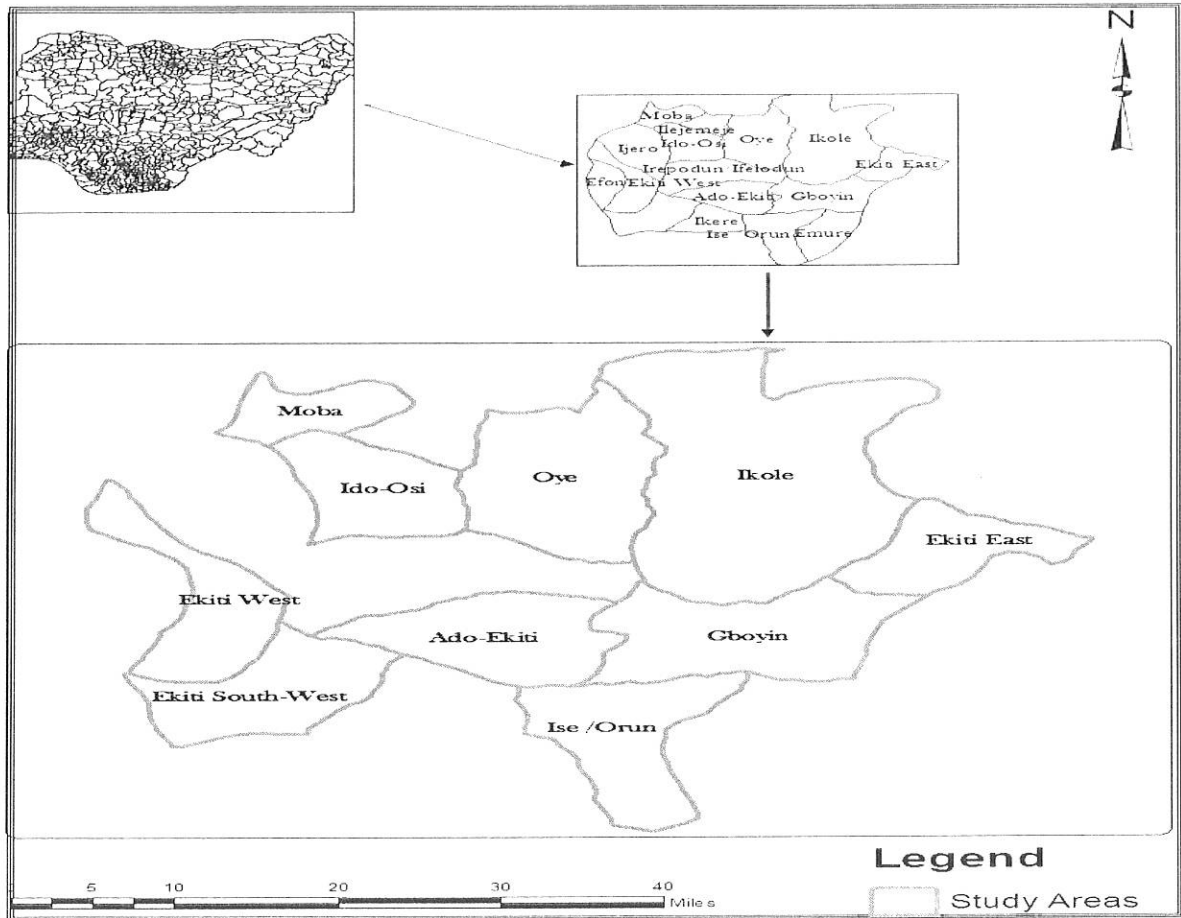 N
Moba
Ilejemeje
Ijero Ido-Osi Oye Ikole
Irepodun Ifelodun Ekiti East
Efon Ekiti West
Ado-Ekiti Gboyin
Ikere
Ise Orun Emure
Moba
Ido-Osi Oye Ikole
Ekiti East
Ekiti West
Ado-Ekiti Gboyin
Ekiti South-West
Ise /Orun
Legend
Study Areas
5 10 20 30 40
Miles